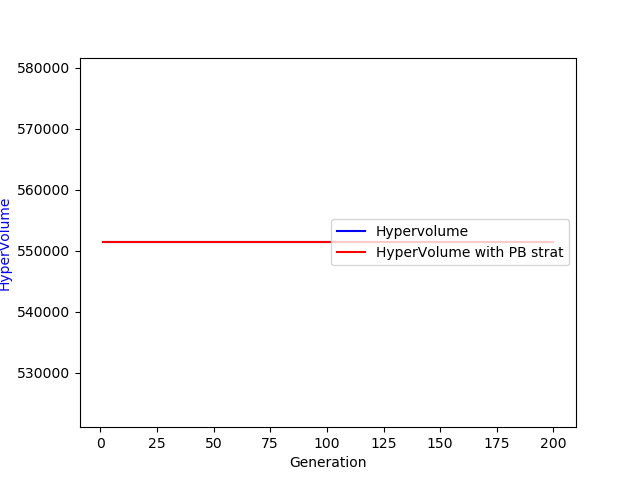 580000
570000
560000
550000
540000
530000
HyperVolume
Hypervolume
HyperVolume with PB strat
0 25 50 75 100 125 150 175 200
Generation